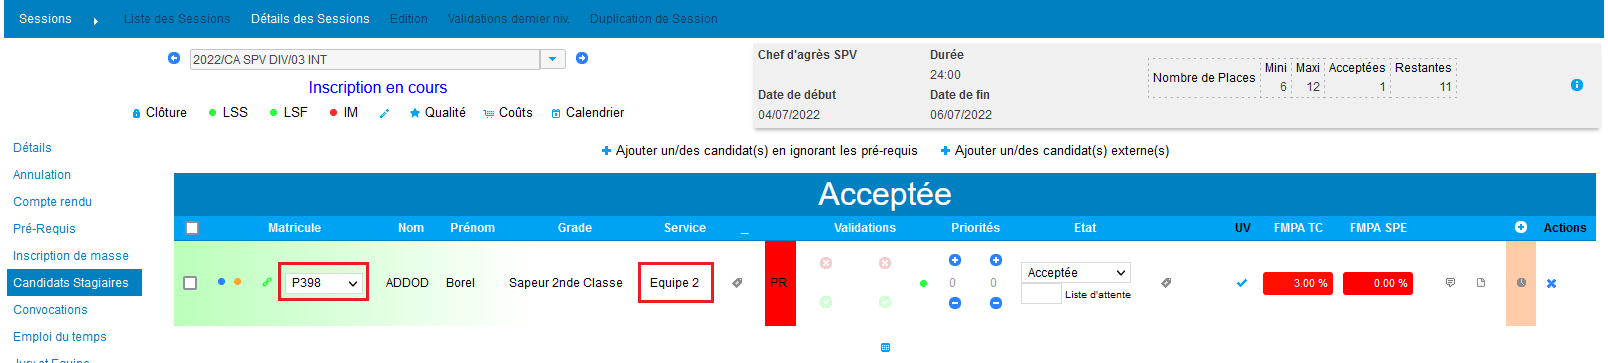 Sessions Liste des Sessions Détails des Sessions Edition Validations dernier niv. Duplication de Session
2022/CA SPV DIV/03 INT
Inscription en cours
Clôture LSS LSF IM Qualité Coûts Calendrier
Chef d'agrès SPV Durée
24:00
Date de début Date de fin
04/07/2022 06/07/2022
Nombre de Places Mini Maxi Acceptées Restantes
6 12 1 11
Ajouter un/des candidat(s) en ignorant les pré-requis Ajouter un/des candidat(s) externe(s)
Détails
Annulation
Compte rendu
Pré-Requis
Inscription de masse
Candidats Stagiaires
Convocations
Emploi du temps
Jury et Equipe
Acceptée
Matricule Nom Prénom Grade Service _ Validations Priorités Etat UV FMPA TC FMPA SPE Actions
P398 ADDOD Borel Sapeur 2nde Classe Equipe 2 PR 0 0 Acceptée 3.00 % 0.00 %
Liste d'attente